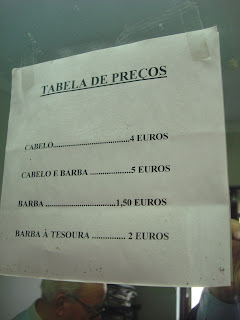 TABELA DE PREÇOS
CABELO..............................4 EUROS
CABELO E BARBA ................5 EUROS
BARBA ...........................1,50 EUROS
BARBA À TESOURA ............. 2 EUROS